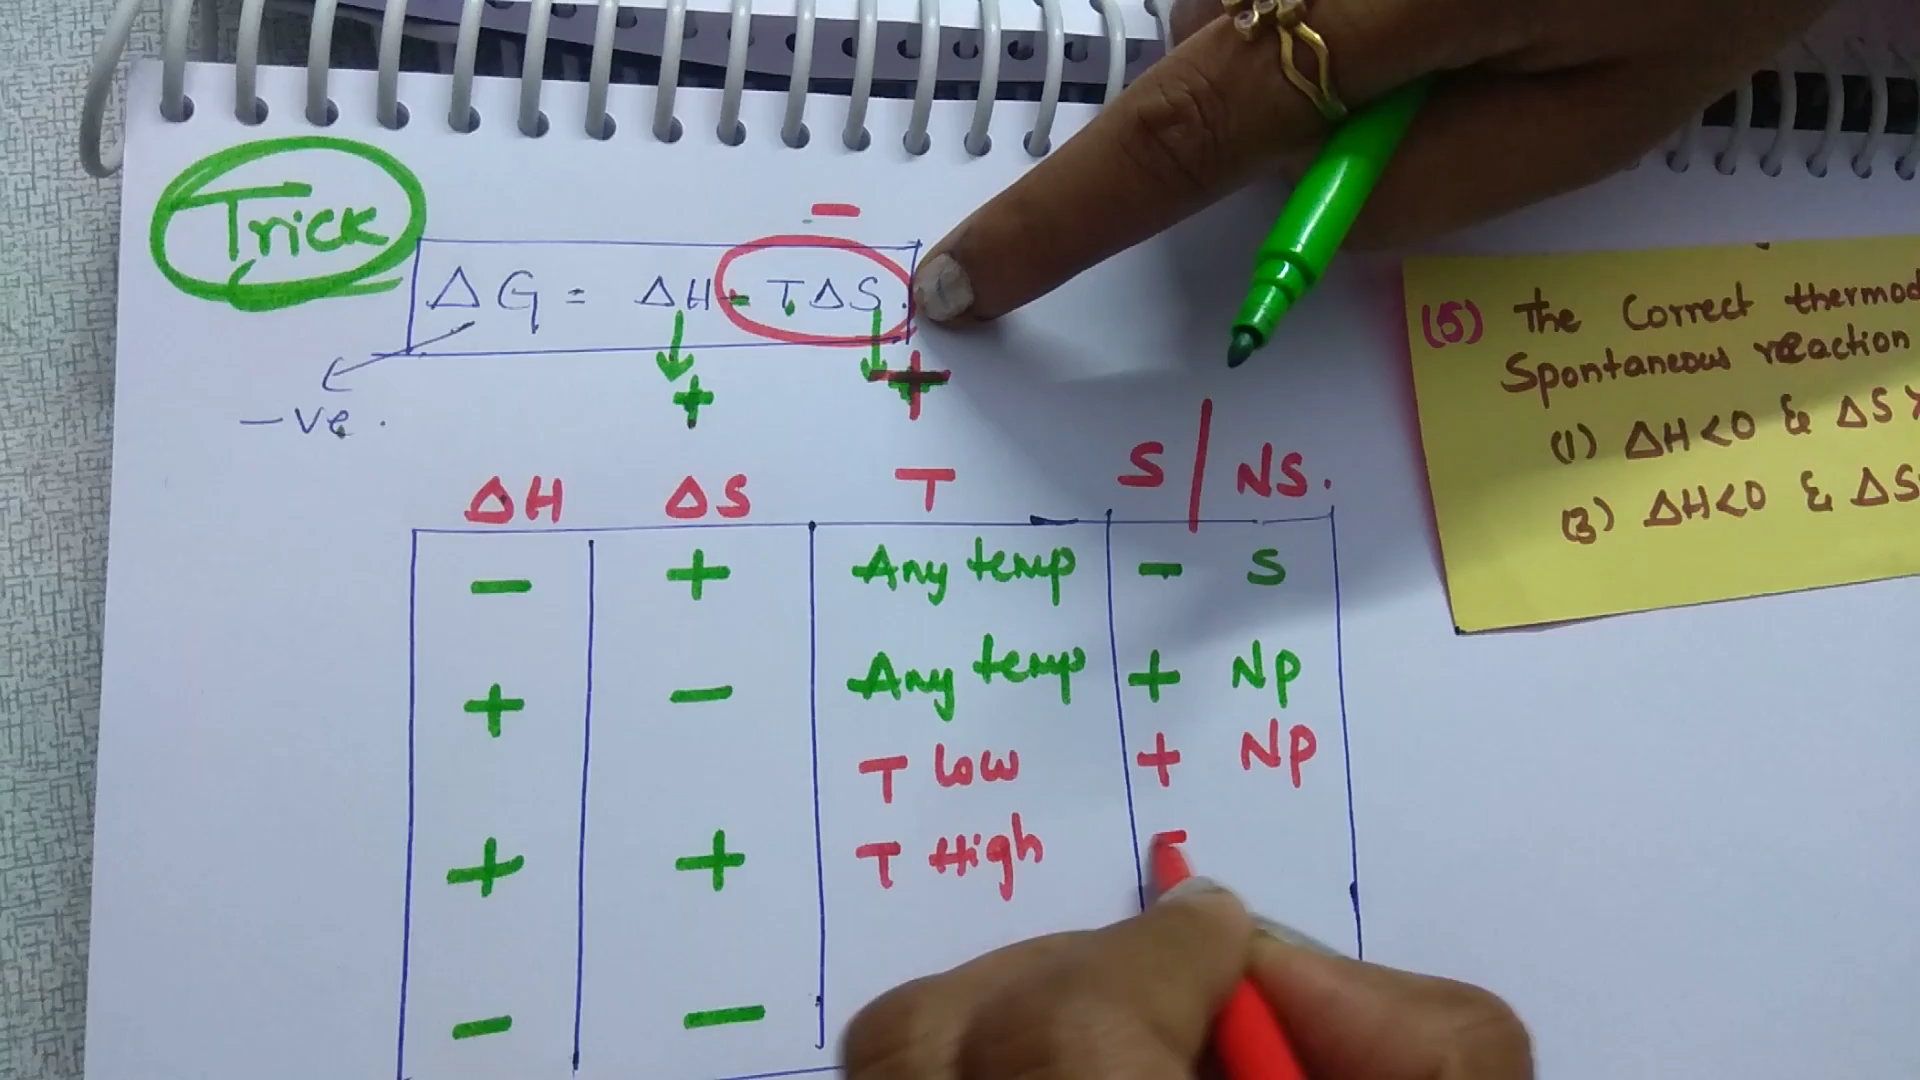 Trick
−
ΔG = ΔH - TΔS.
−ve.
+ +
ΔH ΔS T S / NS.
− + Any temp − S
+ − Any temp + Np
T Low + Np
+ + T High −
− −
(5) The Correct thermod
Spontaneous reaction
(1) ΔH<0 & ΔS >
(3) ΔH<0 & ΔS